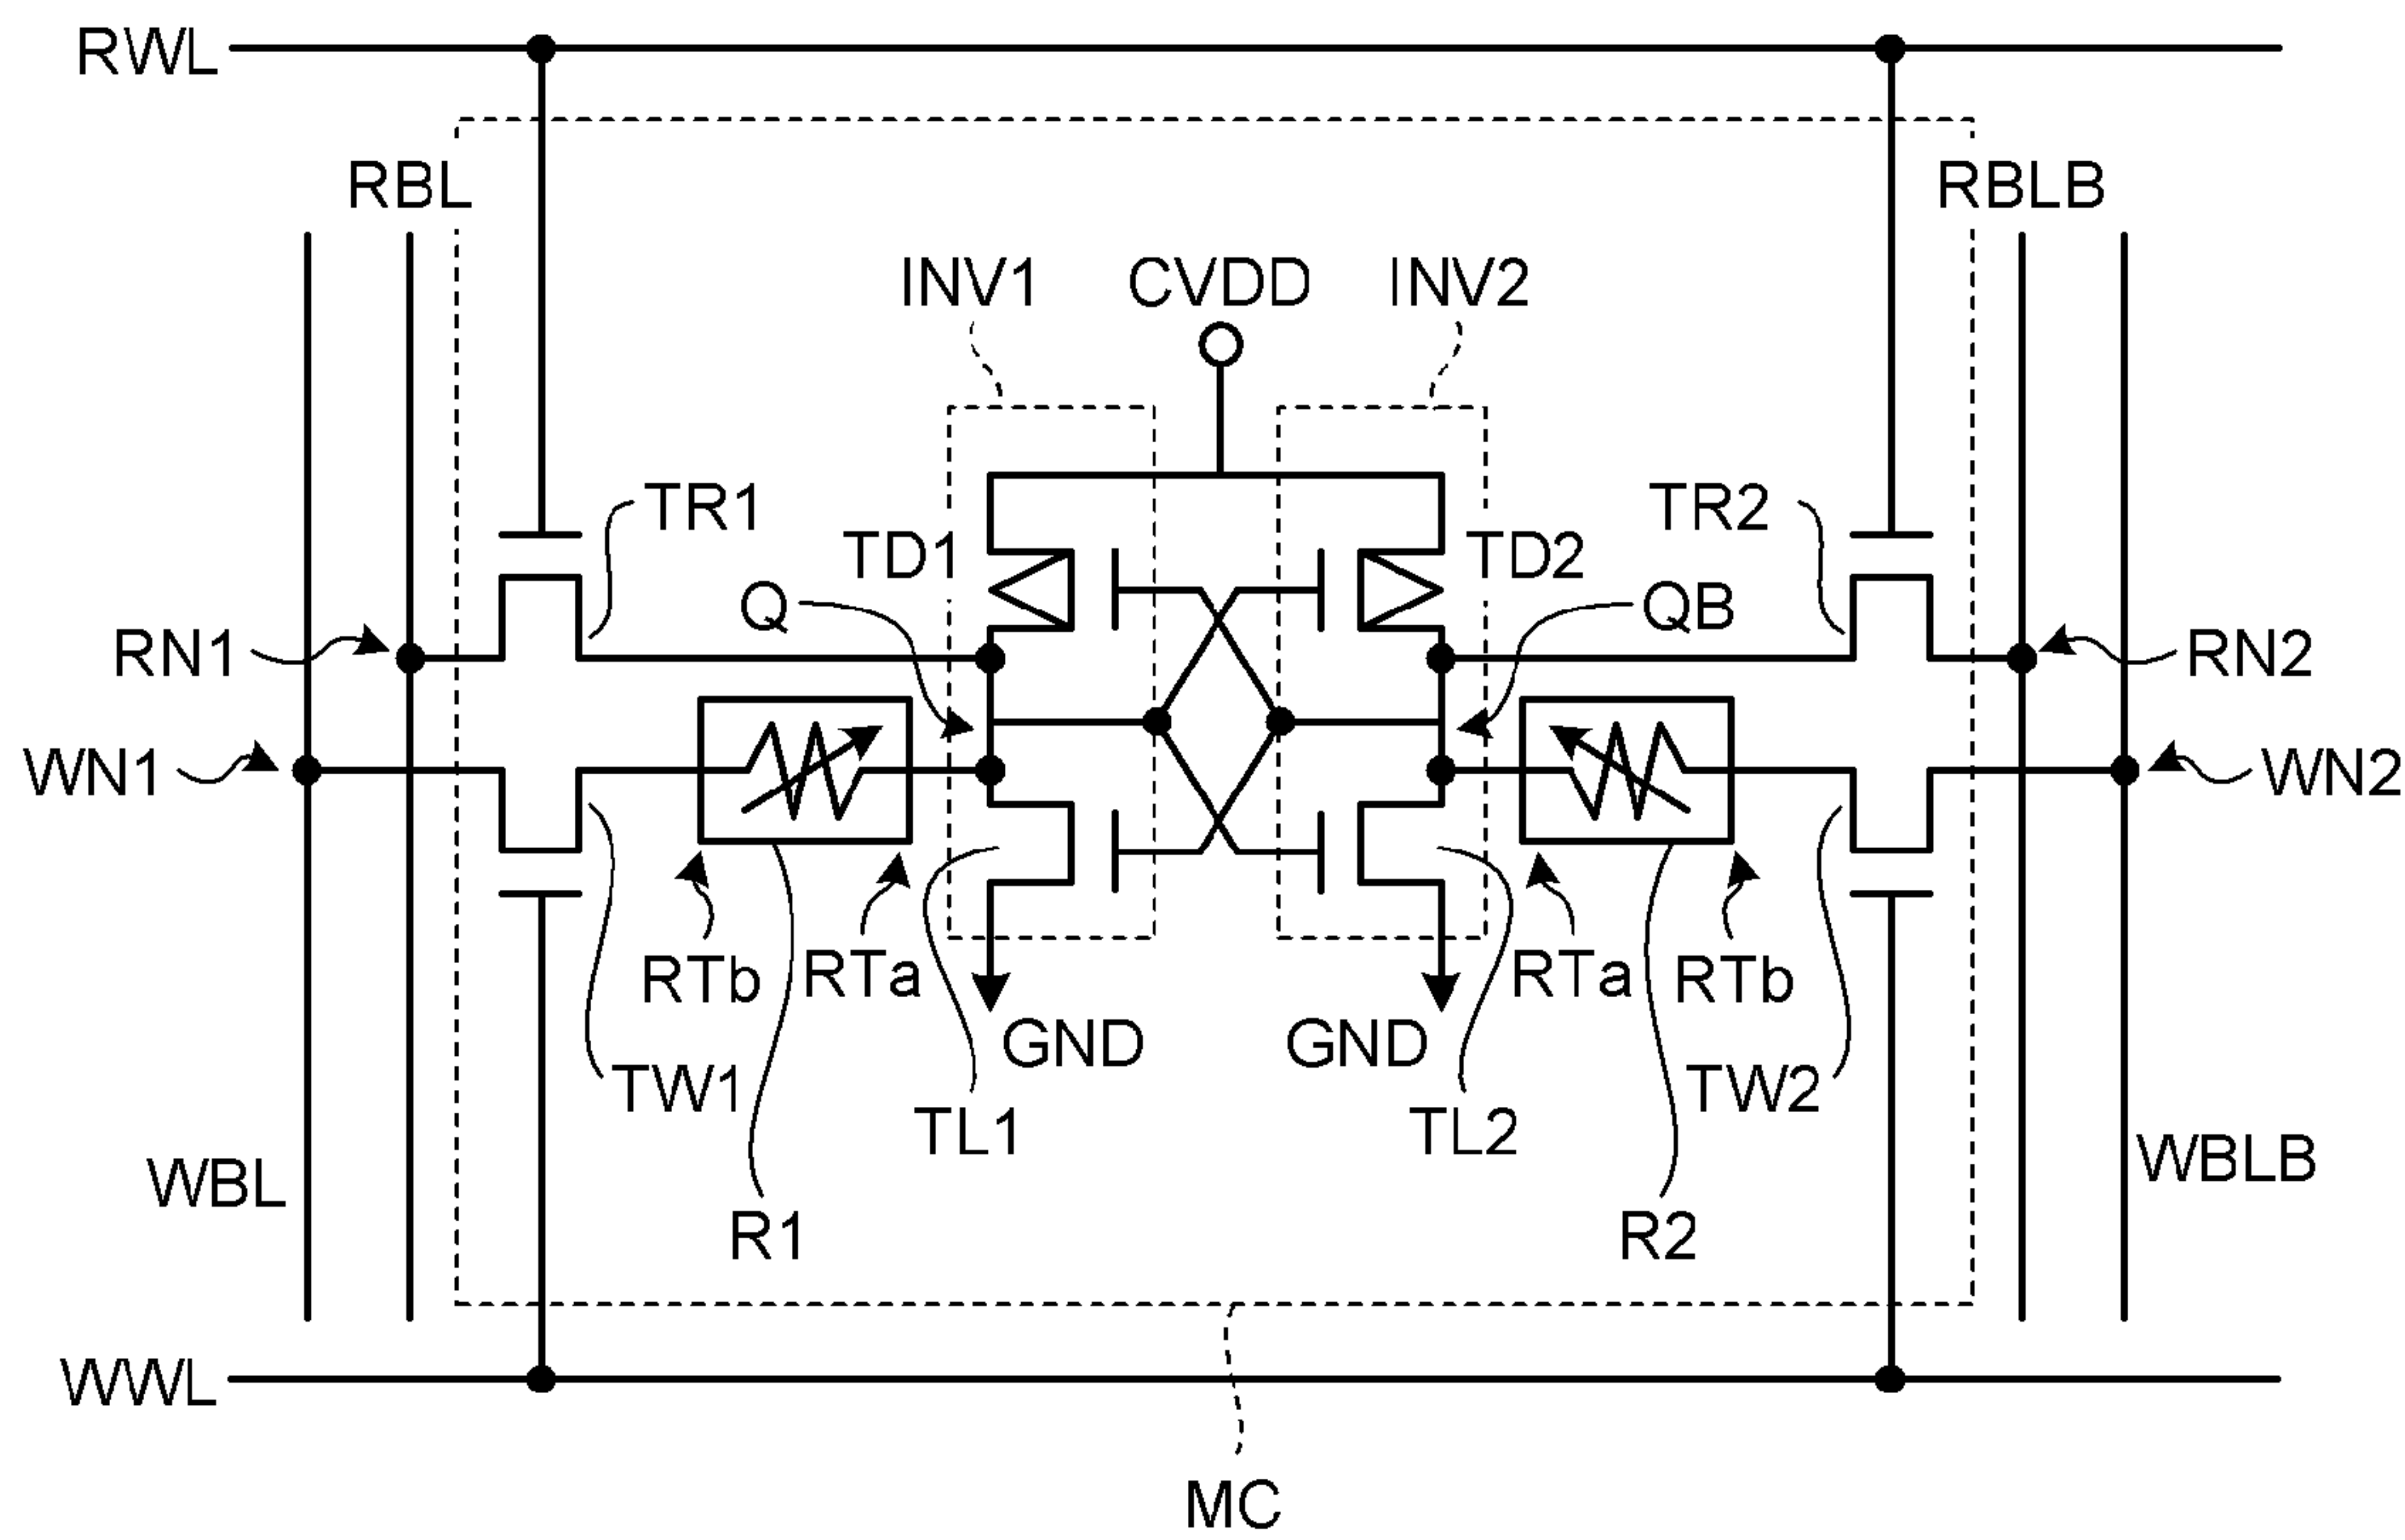 RWL
RBL
RBLB
INV1
CVDD
INV2
TR1
TR2
TD1
TD2
Q
QB
RN1
RN2
WN1
WN2
RTb
RTa
RTa
RTb
GND
GND
TW1
TW2
TL1
TL2
WBL
WBLB
R1
R2
WWL
MC